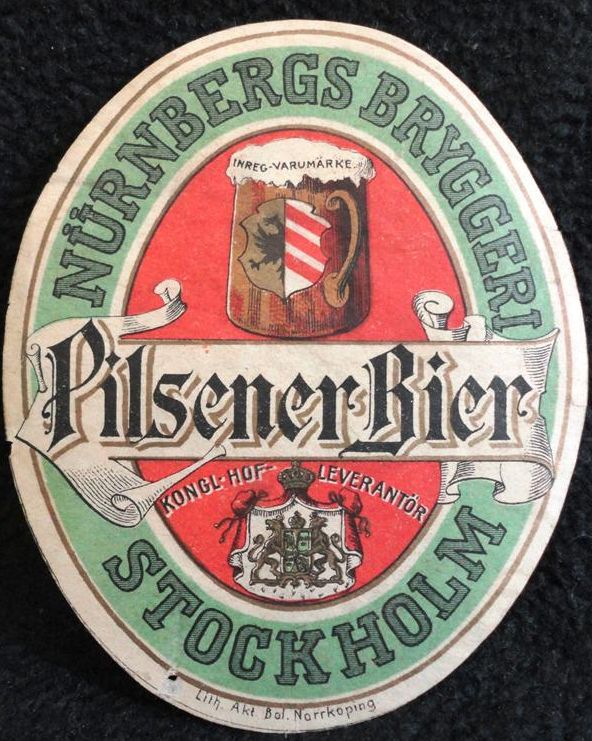 NÜRNBERGS BRYGGERI
INREG-VARUMÄRKE.
Pilsener Bier
KONGL. HOF-LEVERANTÖR
STOCKHOLM
Lith. Akt. Bol. Norrköping